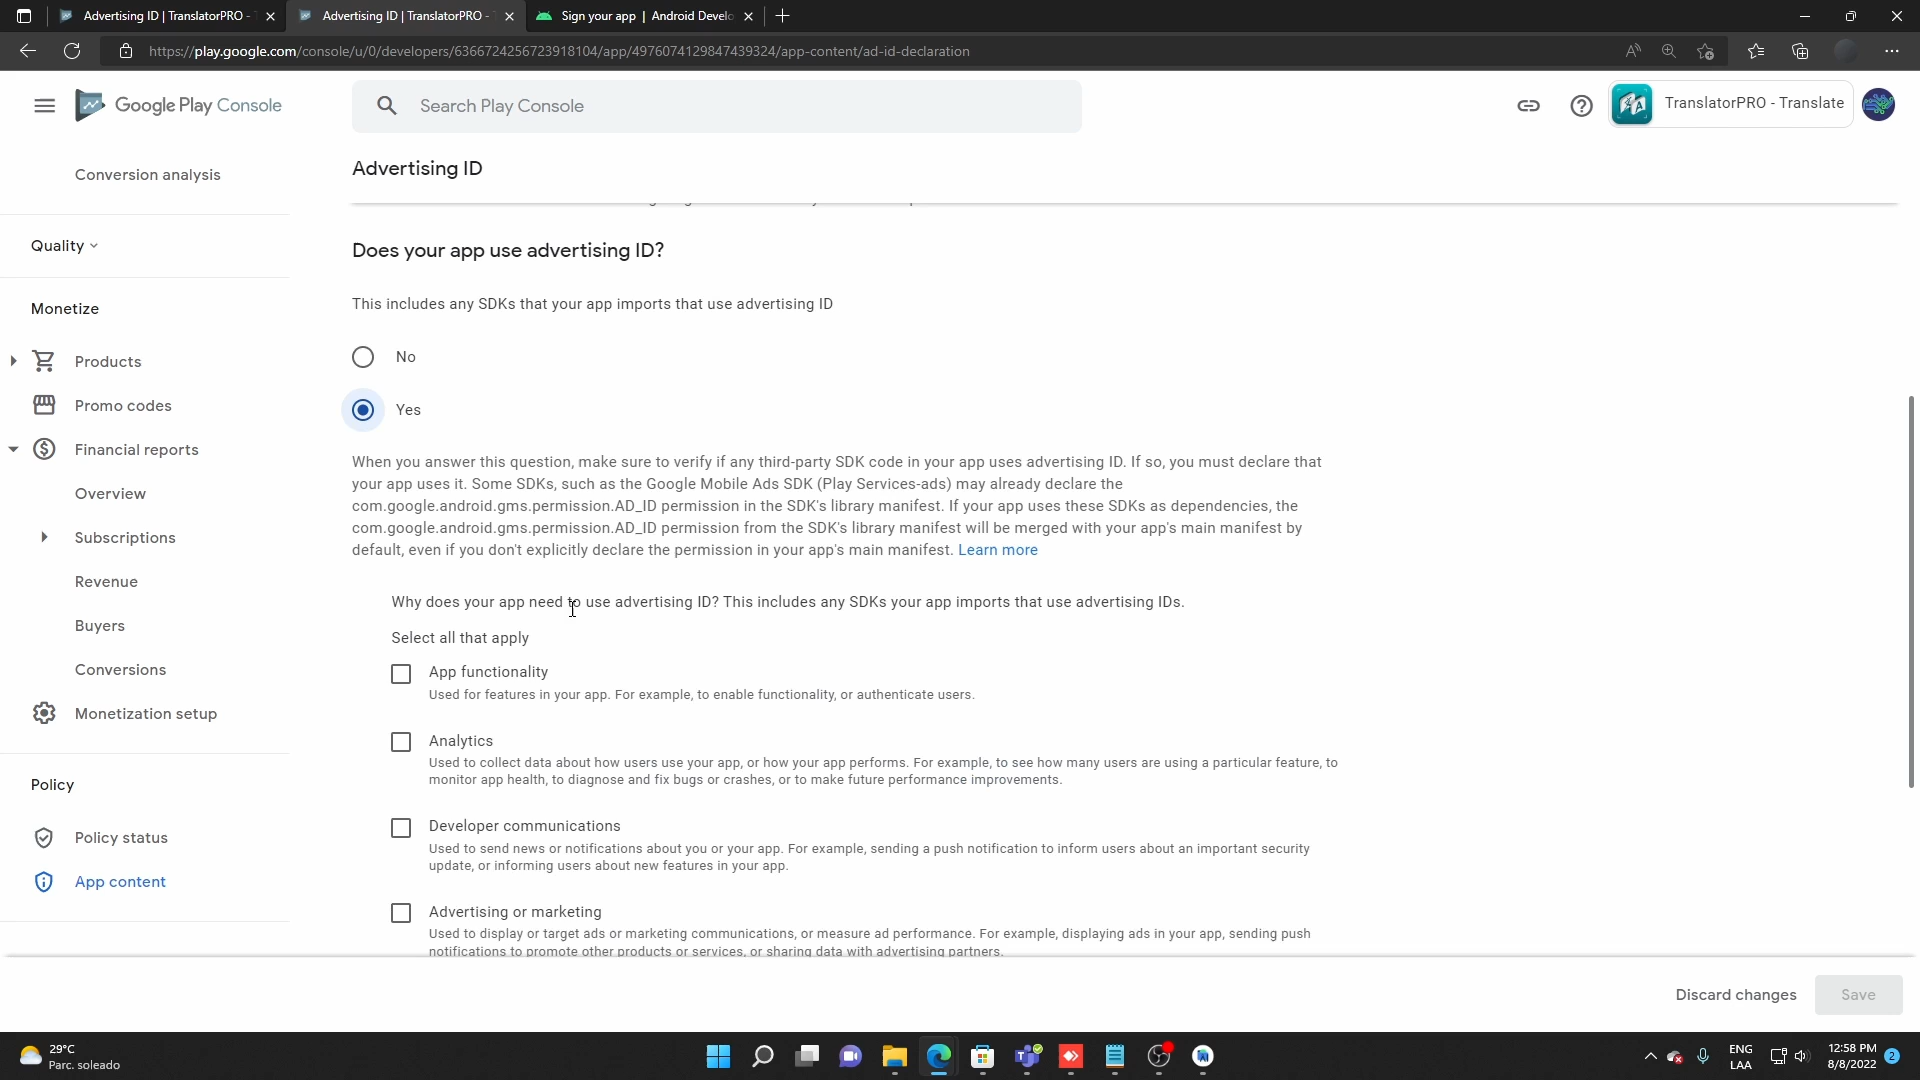 Advertising ID | TranslatorPRO -
Advertising ID | TranslatorPRO -
Sign your app | Android Develo
https://play.google.com/console/u/0/developers/6366724256723918104/app/4976074129847439324/app-content/ad-id-declaration
Google Play Console
Search Play Console
TranslatorPRO - Translate
Conversion analysis
Quality
Monetize
Products
Promo codes
Financial reports
Overview
Subscriptions
Revenue
Buyers
Conversions
Monetization setup
Policy
Policy status
App content
Advertising ID
Does your app use advertising ID?
This includes any SDKs that your app imports that use advertising ID
No
Yes
When you answer this question, make sure to verify if any third-party SDK code in your app uses advertising ID. If so, you must declare that
your app uses it. Some SDKs, such as the Google Mobile Ads SDK (Play Services-ads) may already declare the
com.google.android.gms.permission.AD_ID permission in the SDK's library manifest. If your app uses these SDKs as dependencies, the
com.google.android.gms.permission.AD_ID permission from the SDK's library manifest will be merged with your app's main manifest by
default, even if you don't explicitly declare the permission in your app's main manifest. Learn more
Why does your app need to use advertising ID? This includes any SDKs your app imports that use advertising IDs.
Select all that apply
App functionality
Used for features in your app. For example, to enable functionality, or authenticate users.
Analytics
Used to collect data about how users use your app, or how your app performs. For example, to see how many users are using a particular feature, to
monitor app health, to diagnose and fix bugs or crashes, or to make future performance improvements.
Developer communications
Used to send news or notifications about you or your app. For example, sending a push notification to inform users about an important security
update, or informing users about new features in your app.
Advertising or marketing
Used to display or target ads or marketing communications, or measure ad performance. For example, displaying ads in your app, sending push
notifications to promote other products or services, or sharing data with advertising partners.
Discard changes
Save
29°C
Parc. soleado
ENG
LAA
12:58 PM
8/8/2022
2